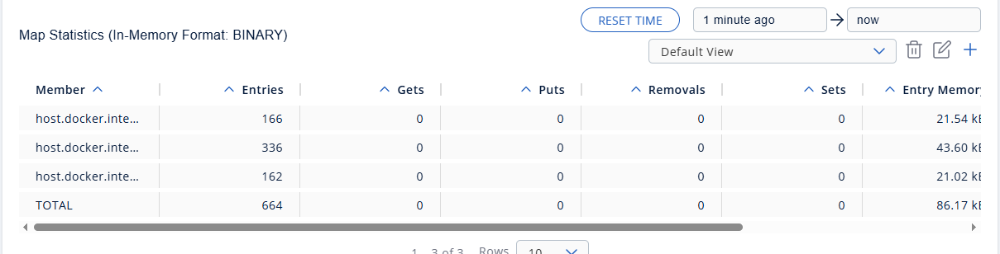 RESET TIME 1 minute ago → now
Map Statistics (In-Memory Format: BINARY)
Default View
Member Entries Gets Puts Removals Sets Entry Memory
host.docker.inte... 166 0 0 0 0 21.54 kB
host.docker.inte... 336 0 0 0 0 43.60 kB
host.docker.inte... 162 0 0 0 0 21.02 kB
TOTAL 664 0 0 0 0 86.17 kB
1 – 3 of 3 Rows 10